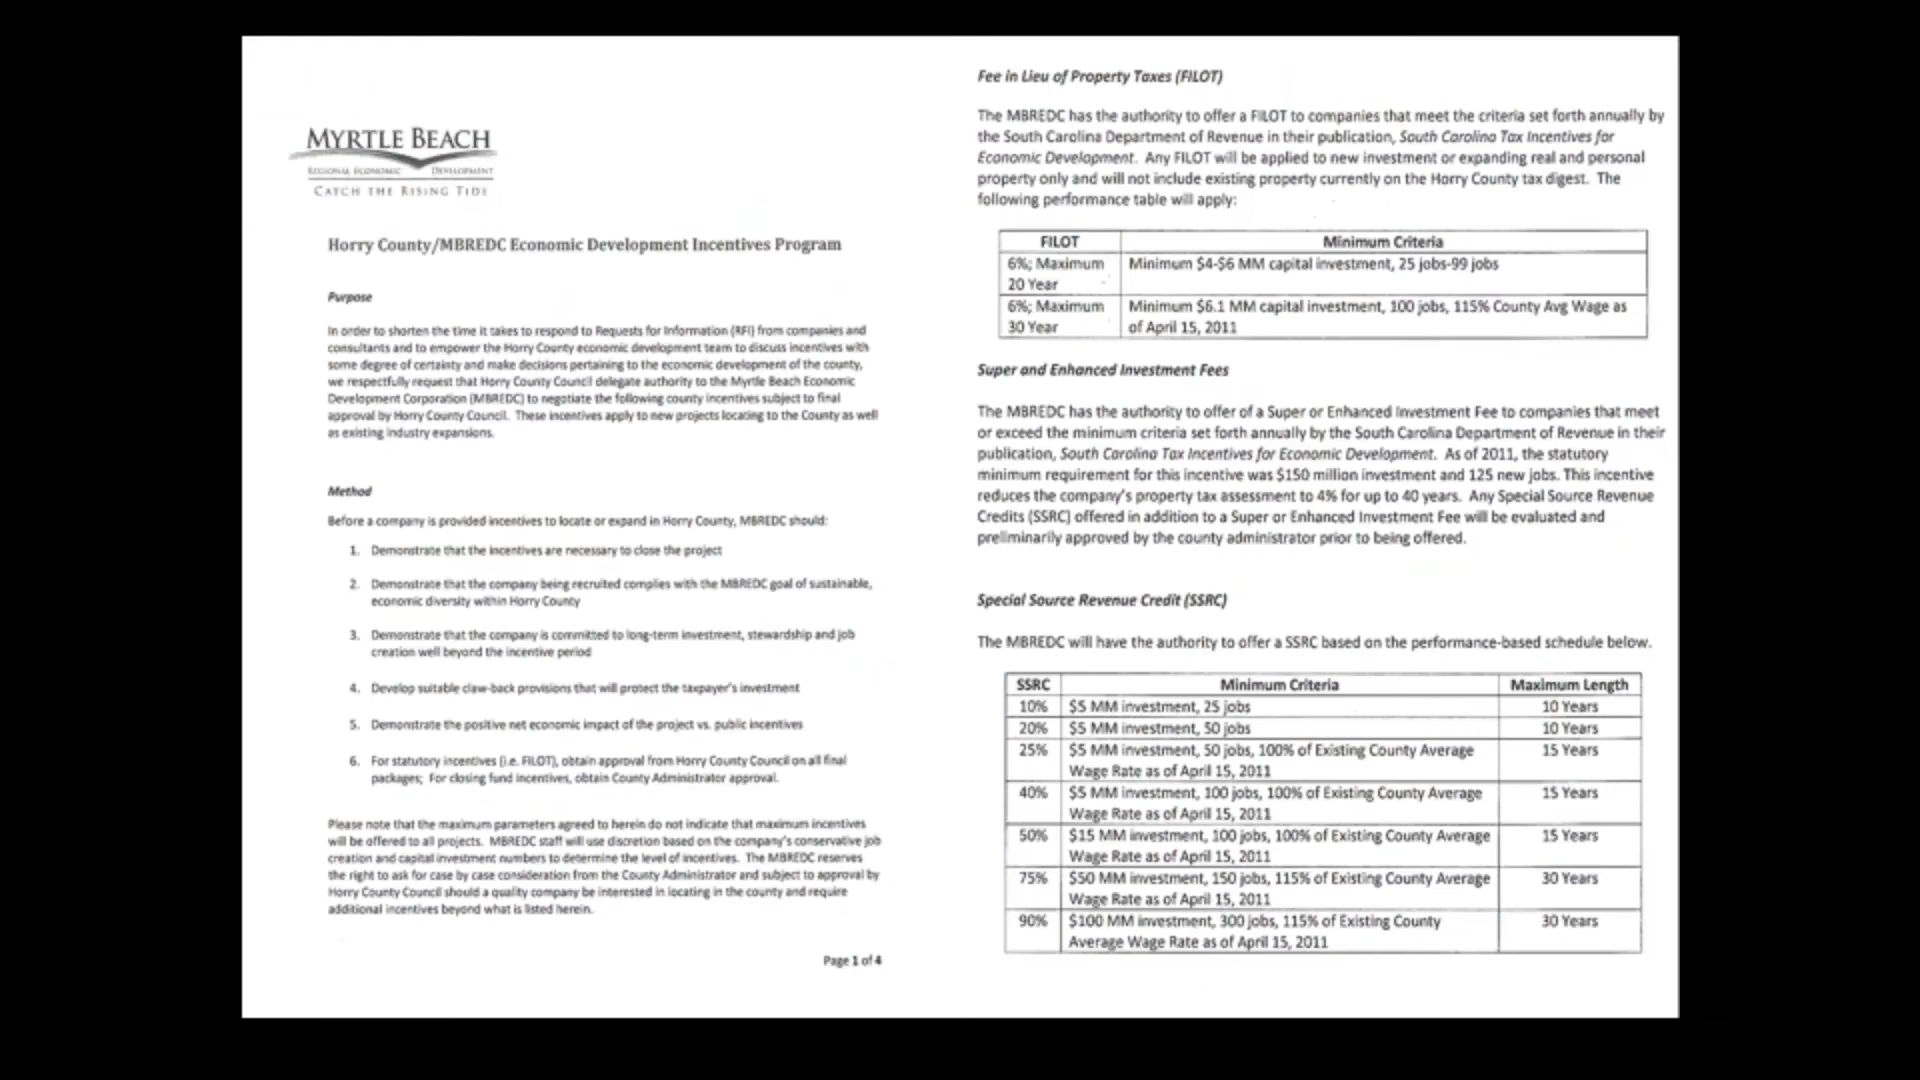 MYRTLE BEACH
REGIONAL ECONOMIC DEVELOPMENT
CATCH THE RISING TIDE
Horry County/MBREDC Economic Development Incentives Program
Purpose
In order to shorten the time it takes to respond to Requests for Information (RFI) from companies and
consultants and to empower the Horry County economic development team to discuss incentives with
some degree of certainty and make decisions pertaining to the economic development of the county,
we respectfully request that Horry County Council delegate authority to the Myrtle Beach Economic
Development Corporation (MBREDC) to negotiate the following county incentives subject to final
approval by Horry County Council. These incentives apply to new projects locating to the County as well
as existing industry expansions.
Method
Before a company is provided incentives to locate or expand in Horry County, MBREDC should:
1. Demonstrate that the incentives are necessary to close the project
2. Demonstrate that the company being recruited complies with the MBREDC goal of sustainable,
economic diversity within Horry County
3. Demonstrate that the company is committed to long-term investment, stewardship and job
creation well beyond the incentive period
4. Develop suitable claw-back provisions that will protect the taxpayer's investment
5. Demonstrate the positive net economic impact of the project vs. public incentives
6. For statutory incentives (i.e. FILOT), obtain approval from Horry County Council on all final
packages; For closing fund incentives, obtain County Administrator approval.
Please note that the maximum parameters agreed to herein do not indicate that maximum incentives
will be offered to all projects. MBREDC staff will use discretion based on the company's conservative job
creation and capital investment numbers to determine the level of incentives. The MBREDC reserves
the right to ask for case by case consideration from the County Administrator and subject to approval by
Horry County Council should a quality company be interested in locating in the county and require
additional incentives beyond what is listed herein.
Page 1 of 4
Fee in Lieu of Property Taxes (FILOT)
The MBREDC has the authority to offer a FILOT to companies that meet the criteria set forth annually by
the South Carolina Department of Revenue in their publication, South Carolina Tax Incentives for
Economic Development. Any FILOT will be applied to new investment or expanding real and personal
property only and will not include existing property currently on the Horry County tax digest. The
following performance table will apply:
FILOT Minimum Criteria
6%; Maximum Minimum $4-$6 MM capital investment, 25 jobs-99 jobs
20 Year
6%; Maximum Minimum $6.1 MM capital investment, 100 jobs, 115% County Avg Wage as
30 Year of April 15, 2011
Super and Enhanced Investment Fees
The MBREDC has the authority to offer of a Super or Enhanced Investment Fee to companies that meet
or exceed the minimum criteria set forth annually by the South Carolina Department of Revenue in their
publication, South Carolina Tax Incentives for Economic Development. As of 2011, the statutory
minimum requirement for this incentive was $150 million investment and 125 new jobs. This incentive
reduces the company's property tax assessment to 4% for up to 40 years. Any Special Source Revenue
Credits (SSRC) offered in addition to a Super or Enhanced Investment Fee will be evaluated and
preliminarily approved by the county administrator prior to being offered.
Special Source Revenue Credit (SSRC)
The MBREDC will have the authority to offer a SSRC based on the performance-based schedule below.
SSRC Minimum Criteria Maximum Length
10% $5 MM investment, 25 jobs 10 Years
20% $5 MM investment, 50 jobs 10 Years
25% $5 MM investment, 50 jobs, 100% of Existing County Average 15 Years
Wage Rate as of April 15, 2011
40% $5 MM investment, 100 jobs, 100% of Existing County Average 15 Years
Wage Rate as of April 15, 2011
50% $15 MM investment, 100 jobs, 100% of Existing County Average 15 Years
Wage Rate as of April 15, 2011
75% $50 MM investment, 150 jobs, 115% of Existing County Average 30 Years
Wage Rate as of April 15, 2011
90% $100 MM investment, 300 jobs, 115% of Existing County 30 Years
Average Wage Rate as of April 15, 2011